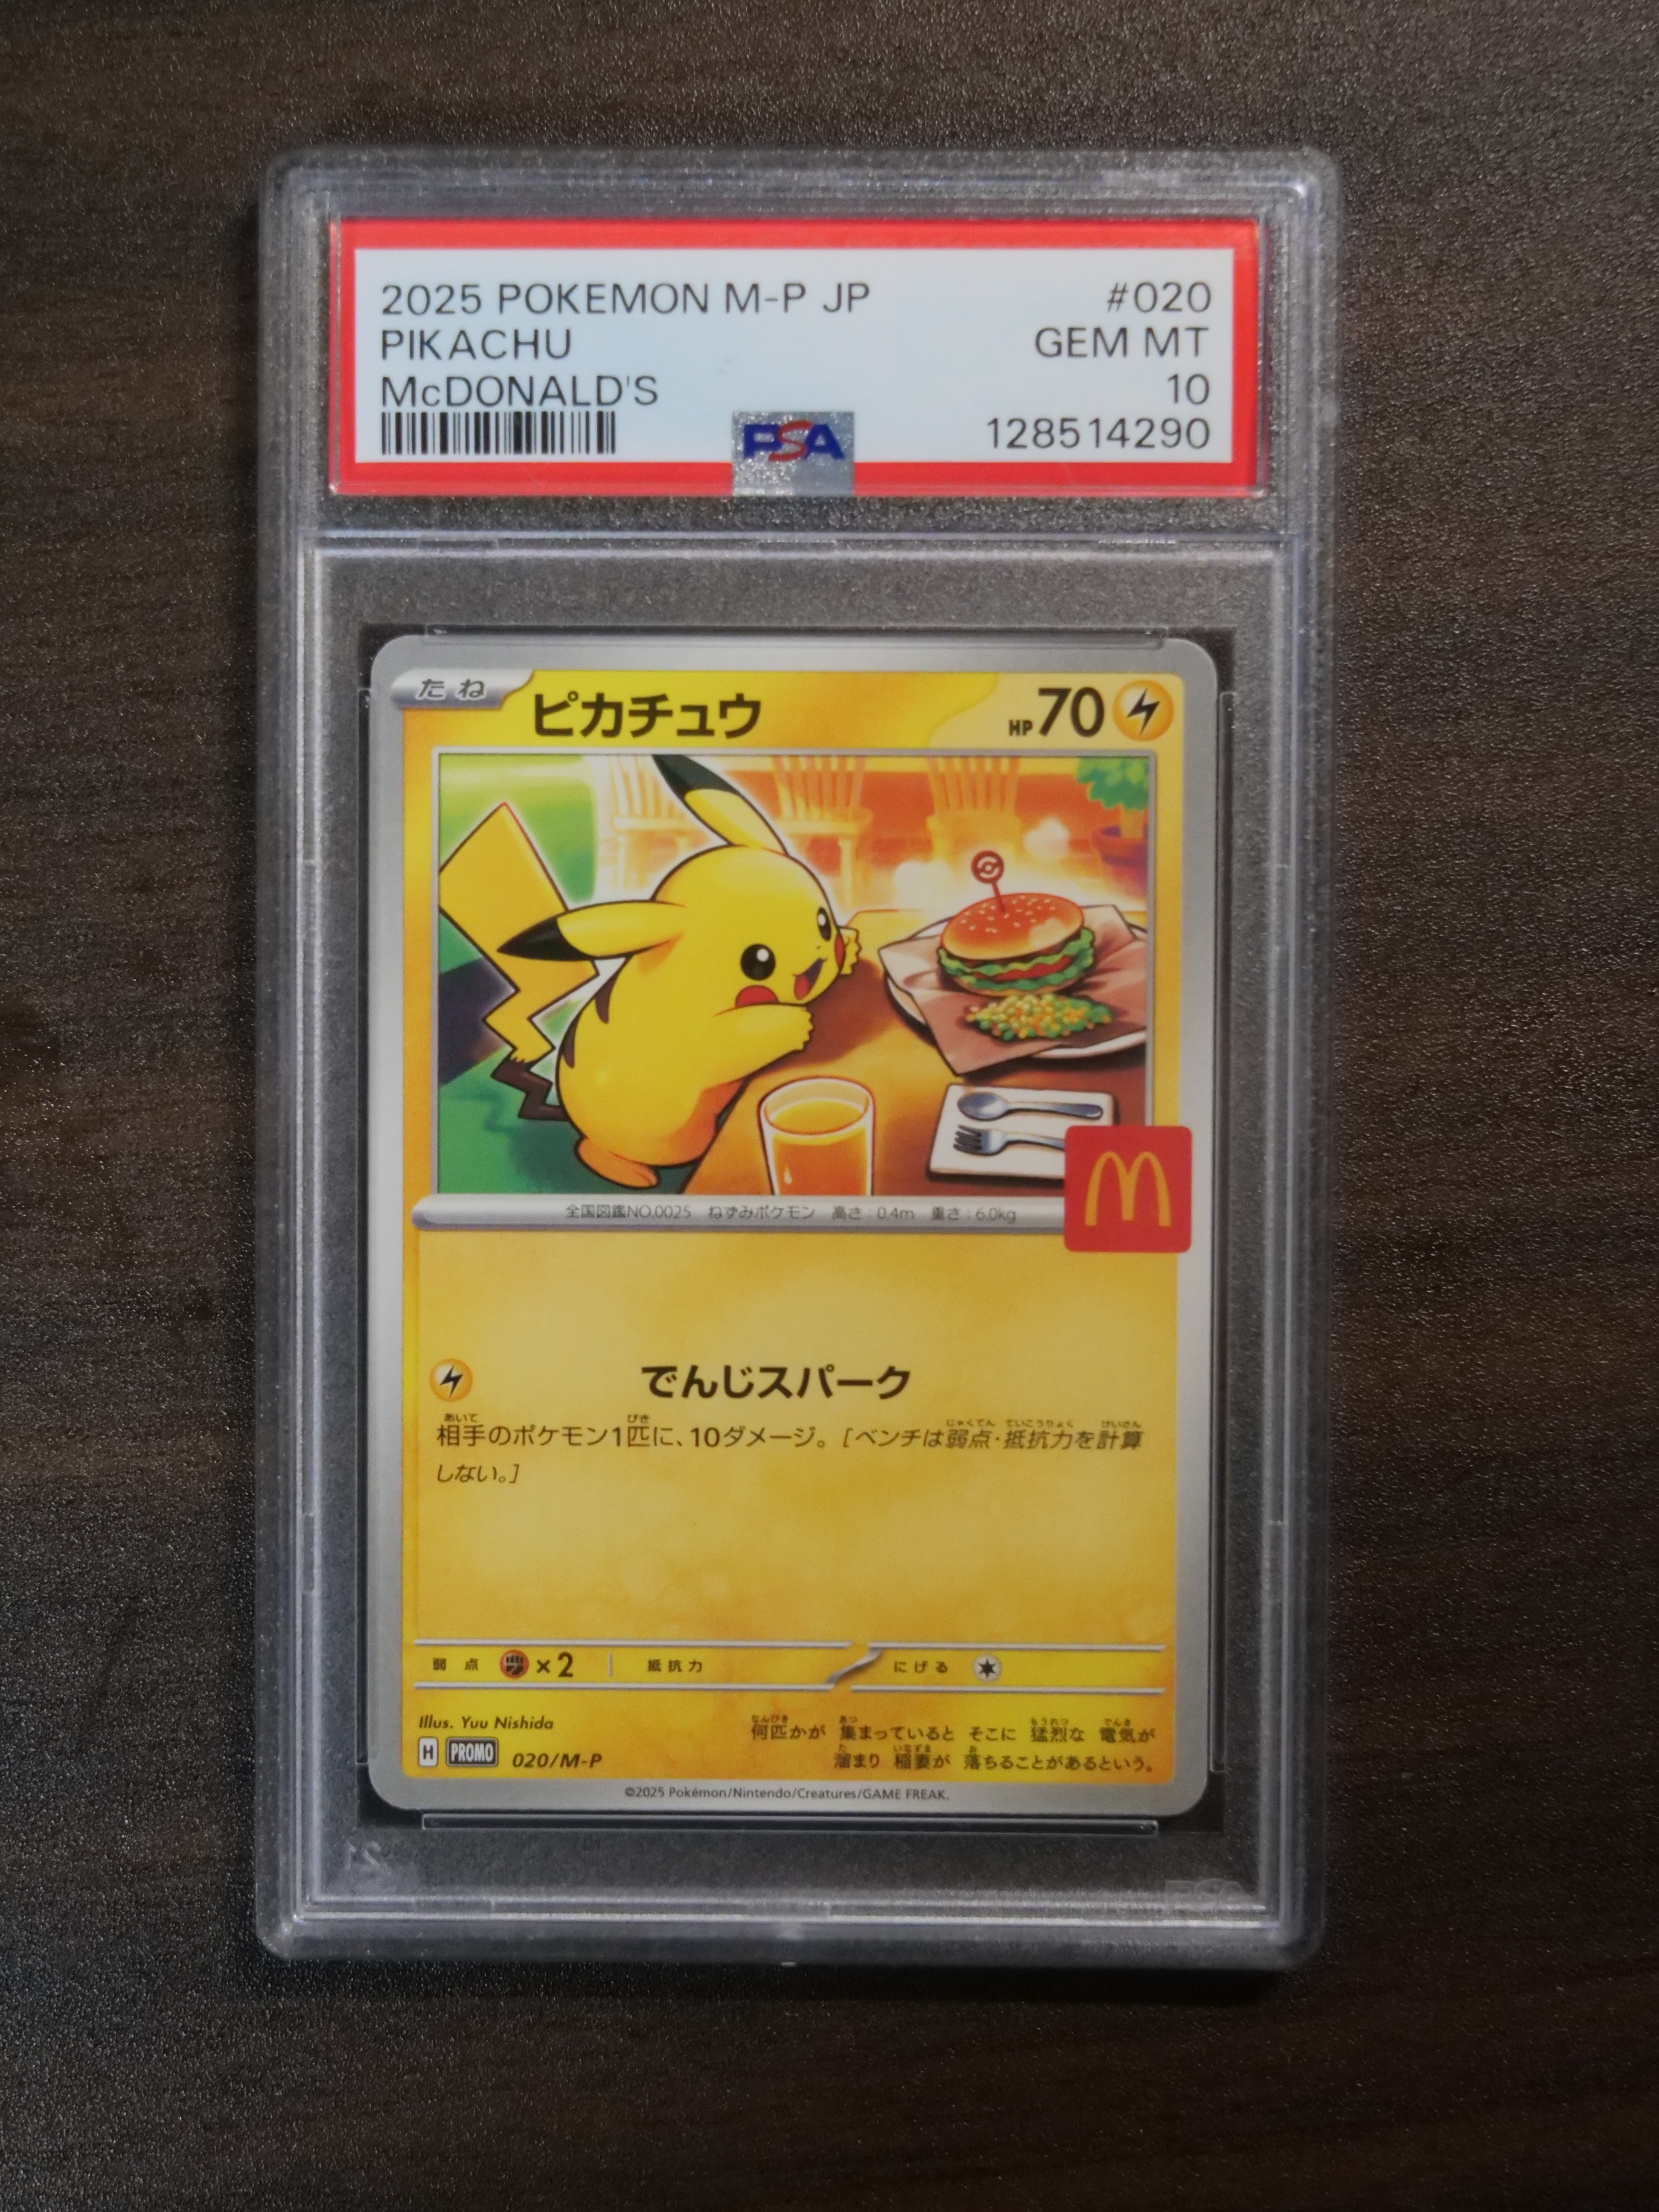 2025 POKEMON M-P JP #020
PIKACHU GEM MT
McDONALD'S 10
PSA 128514290
たね ピカチュウ HP70
全国図鑑NO.0025 ねずみポケモン 高さ:0.4m 重さ:6.0kg
でんじスパーク
相手のポケモン1匹に、10ダメージ。[ベンチは弱点・抵抗力を計算
しない。]
弱点 ×2 抵抗力 にげる
Illus. Yuu Nishida
H PROMO 020/M-P
何匹かが 集まっていると そこに 猛烈な 電気が
溜まり 稲妻が 落ちることがあるという。
©2025 Pokémon/Nintendo/Creatures/GAME FREAK.